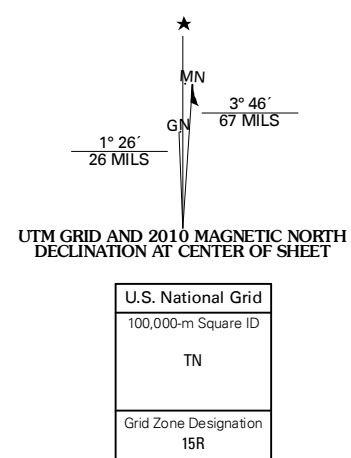 ★
MN
3° 46´
67 MILS
GN
1° 26´
26 MILS
UTM GRID AND 2010 MAGNETIC NORTH
DECLINATION AT CENTER OF SHEET
U.S. National Grid
100,000-m Square ID
TN
Grid Zone Designation
15R